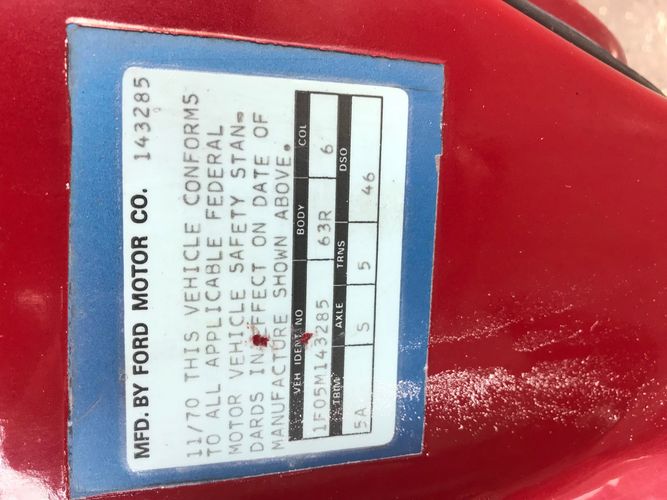 MFD. BY FORD MOTOR CO. 143285
11/70 THIS VEHICLE CONFORMS
TO ALL APPLICABLE FEDERAL
MOTOR VEHICLE SAFETY STAN-
DARDS IN EFFECT ON DATE OF
MANUFACTURE SHOWN ABOVE.
VEH IDENT NO BODY COL
1F05M143285 63R 6
TRIM AXLE TRNS DSO
5A S 5 46